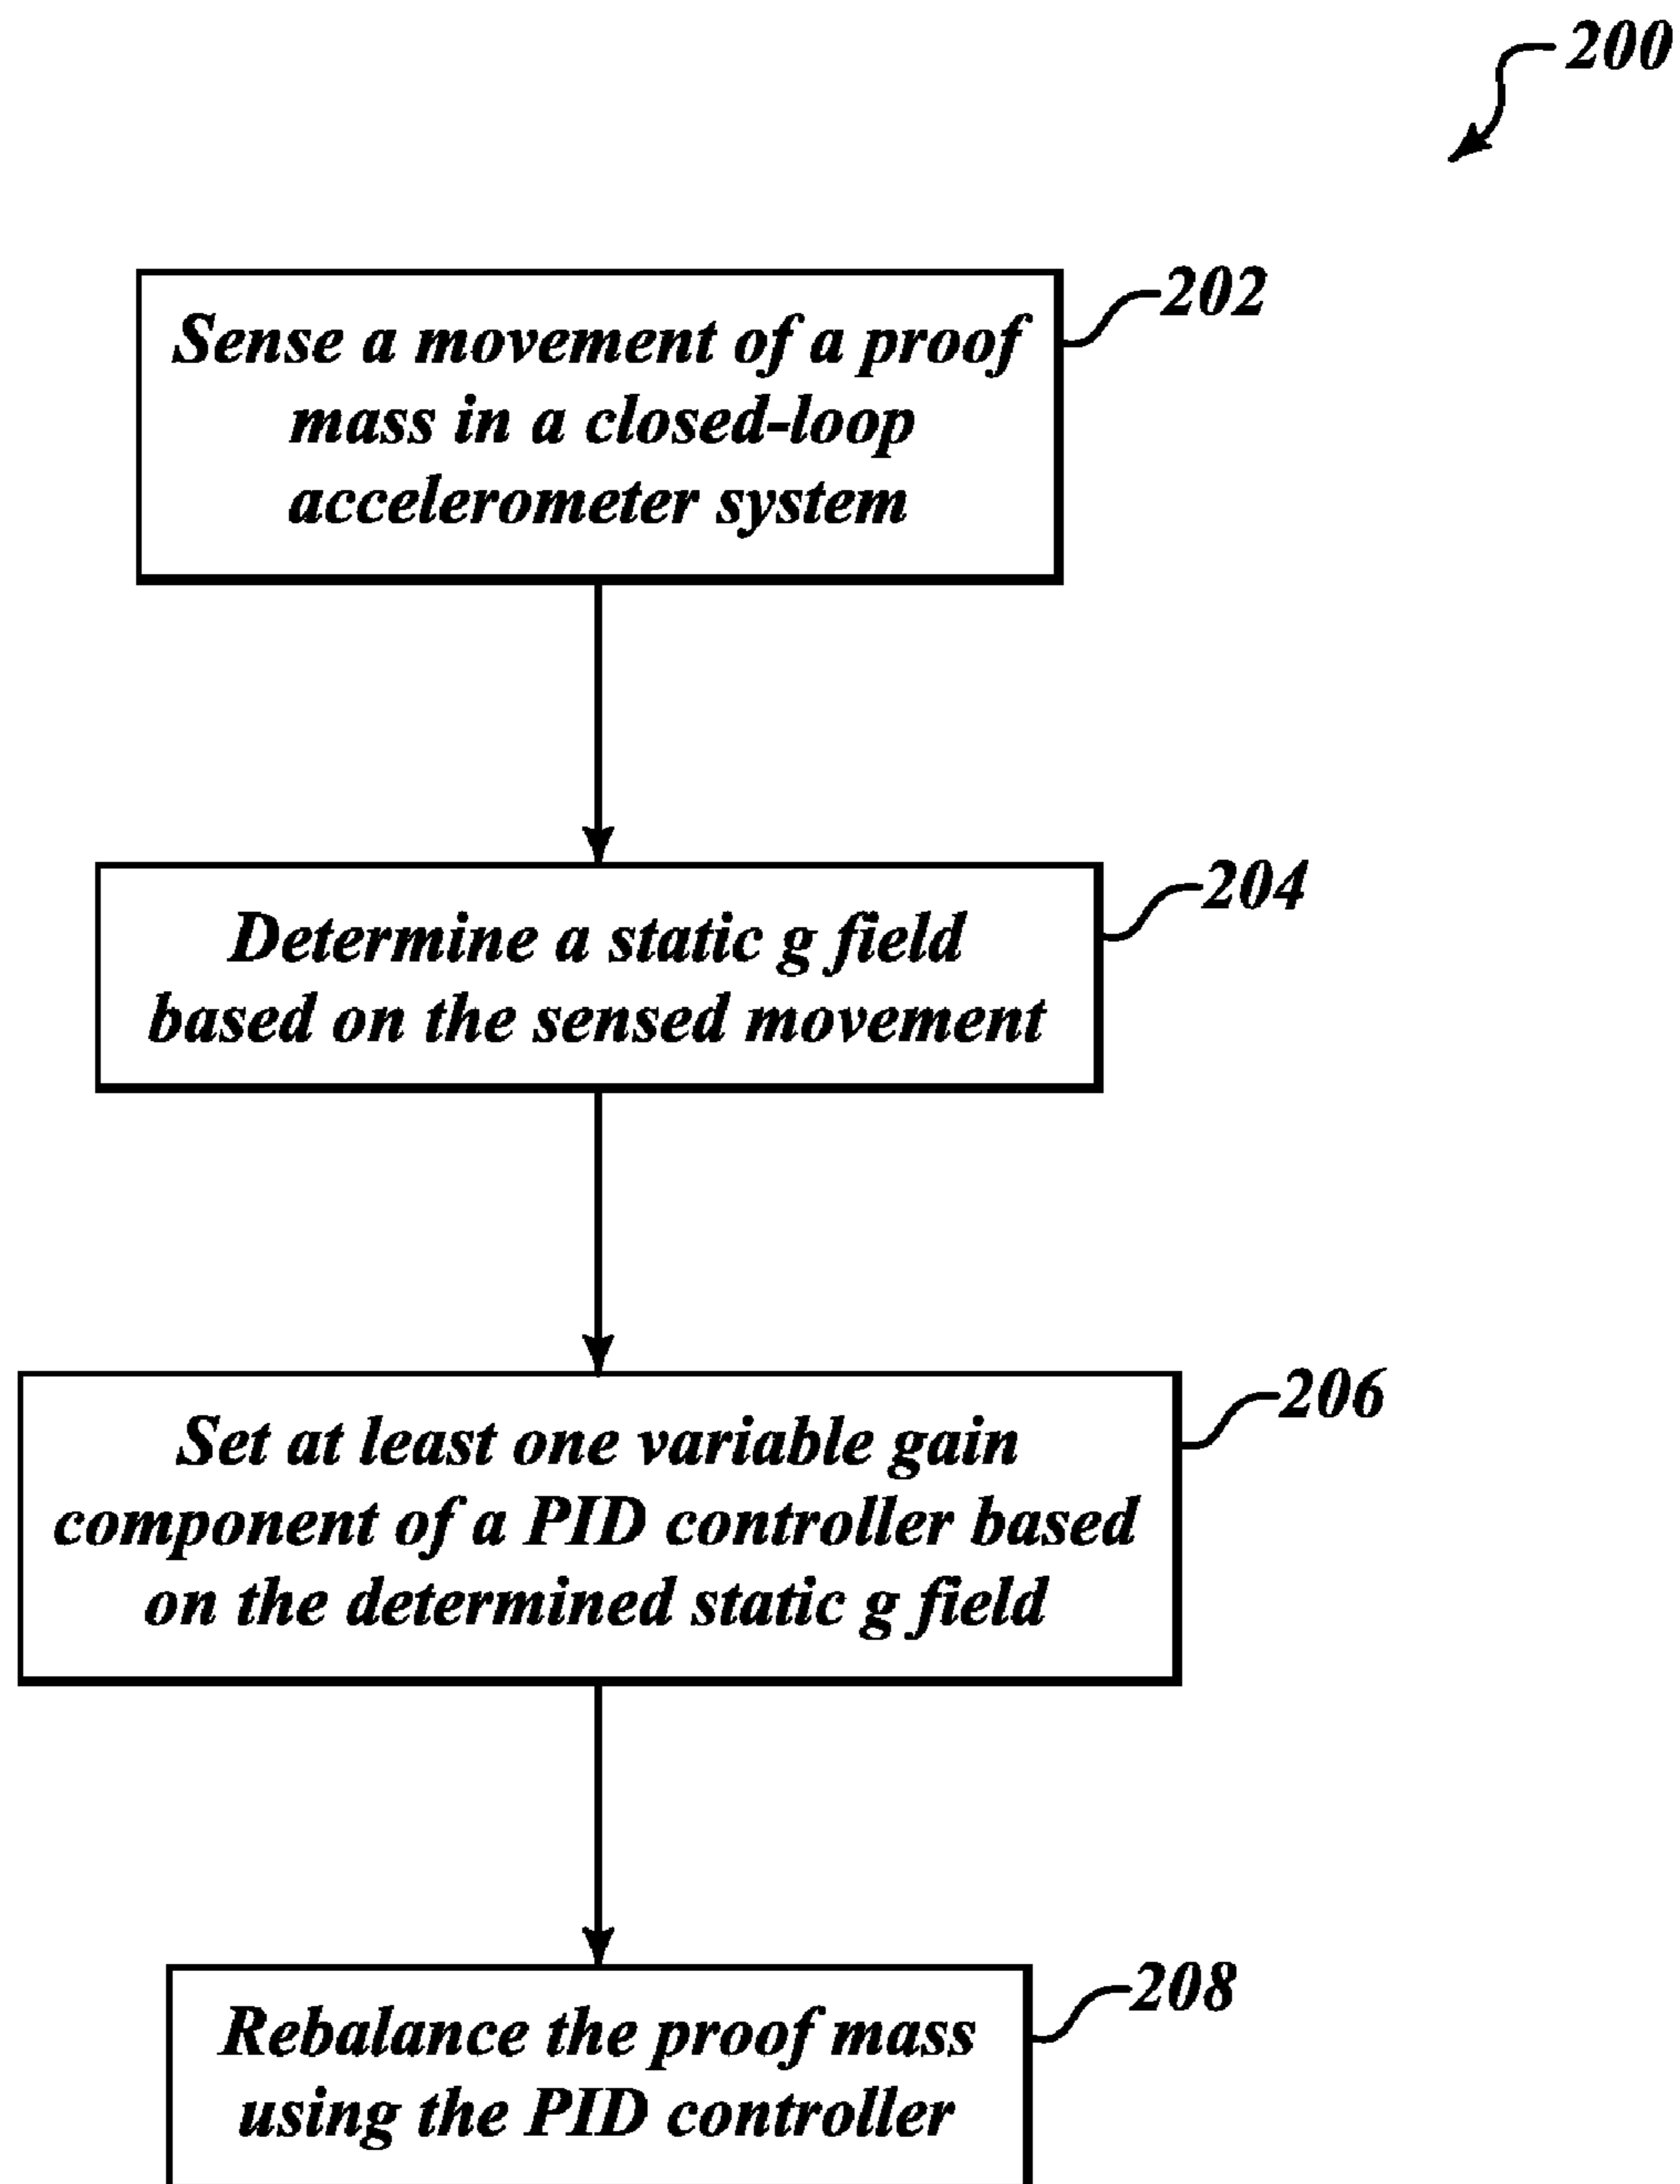 200
202
Sense a movement of a proof
mass in a closed-loop
accelerometer system
204
Determine a static g field
based on the sensed movement
206
Set at least one variable gain
component of a PID controller based
on the determined static g field
208
Rebalance the proof mass
using the PID controller